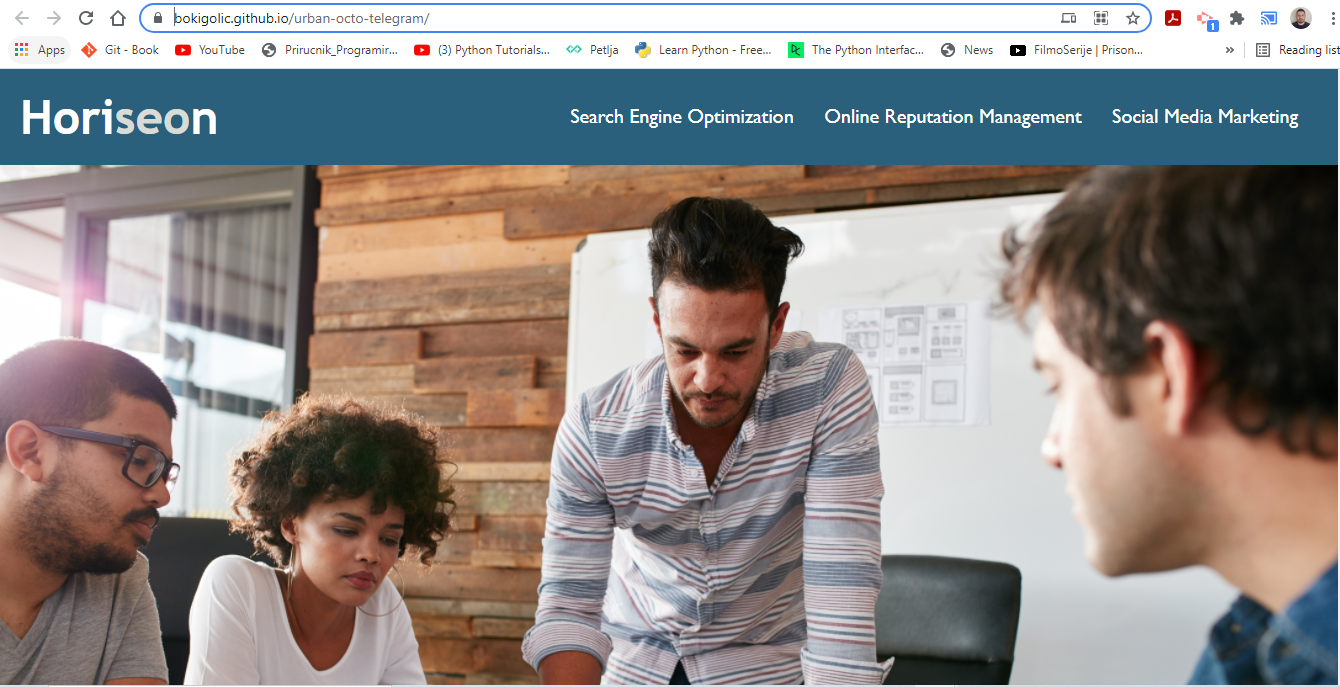 bokigolic.github.io/urban-octo-telegram/
1
Apps Git - Book YouTube Prirucnik_Programir... (3) Python Tutorials... Petlja Learn Python - Free... The Python Interfac... News FilmoSerije | Prison... » Reading list
Horiseon Search Engine Optimization Online Reputation Management Social Media Marketing